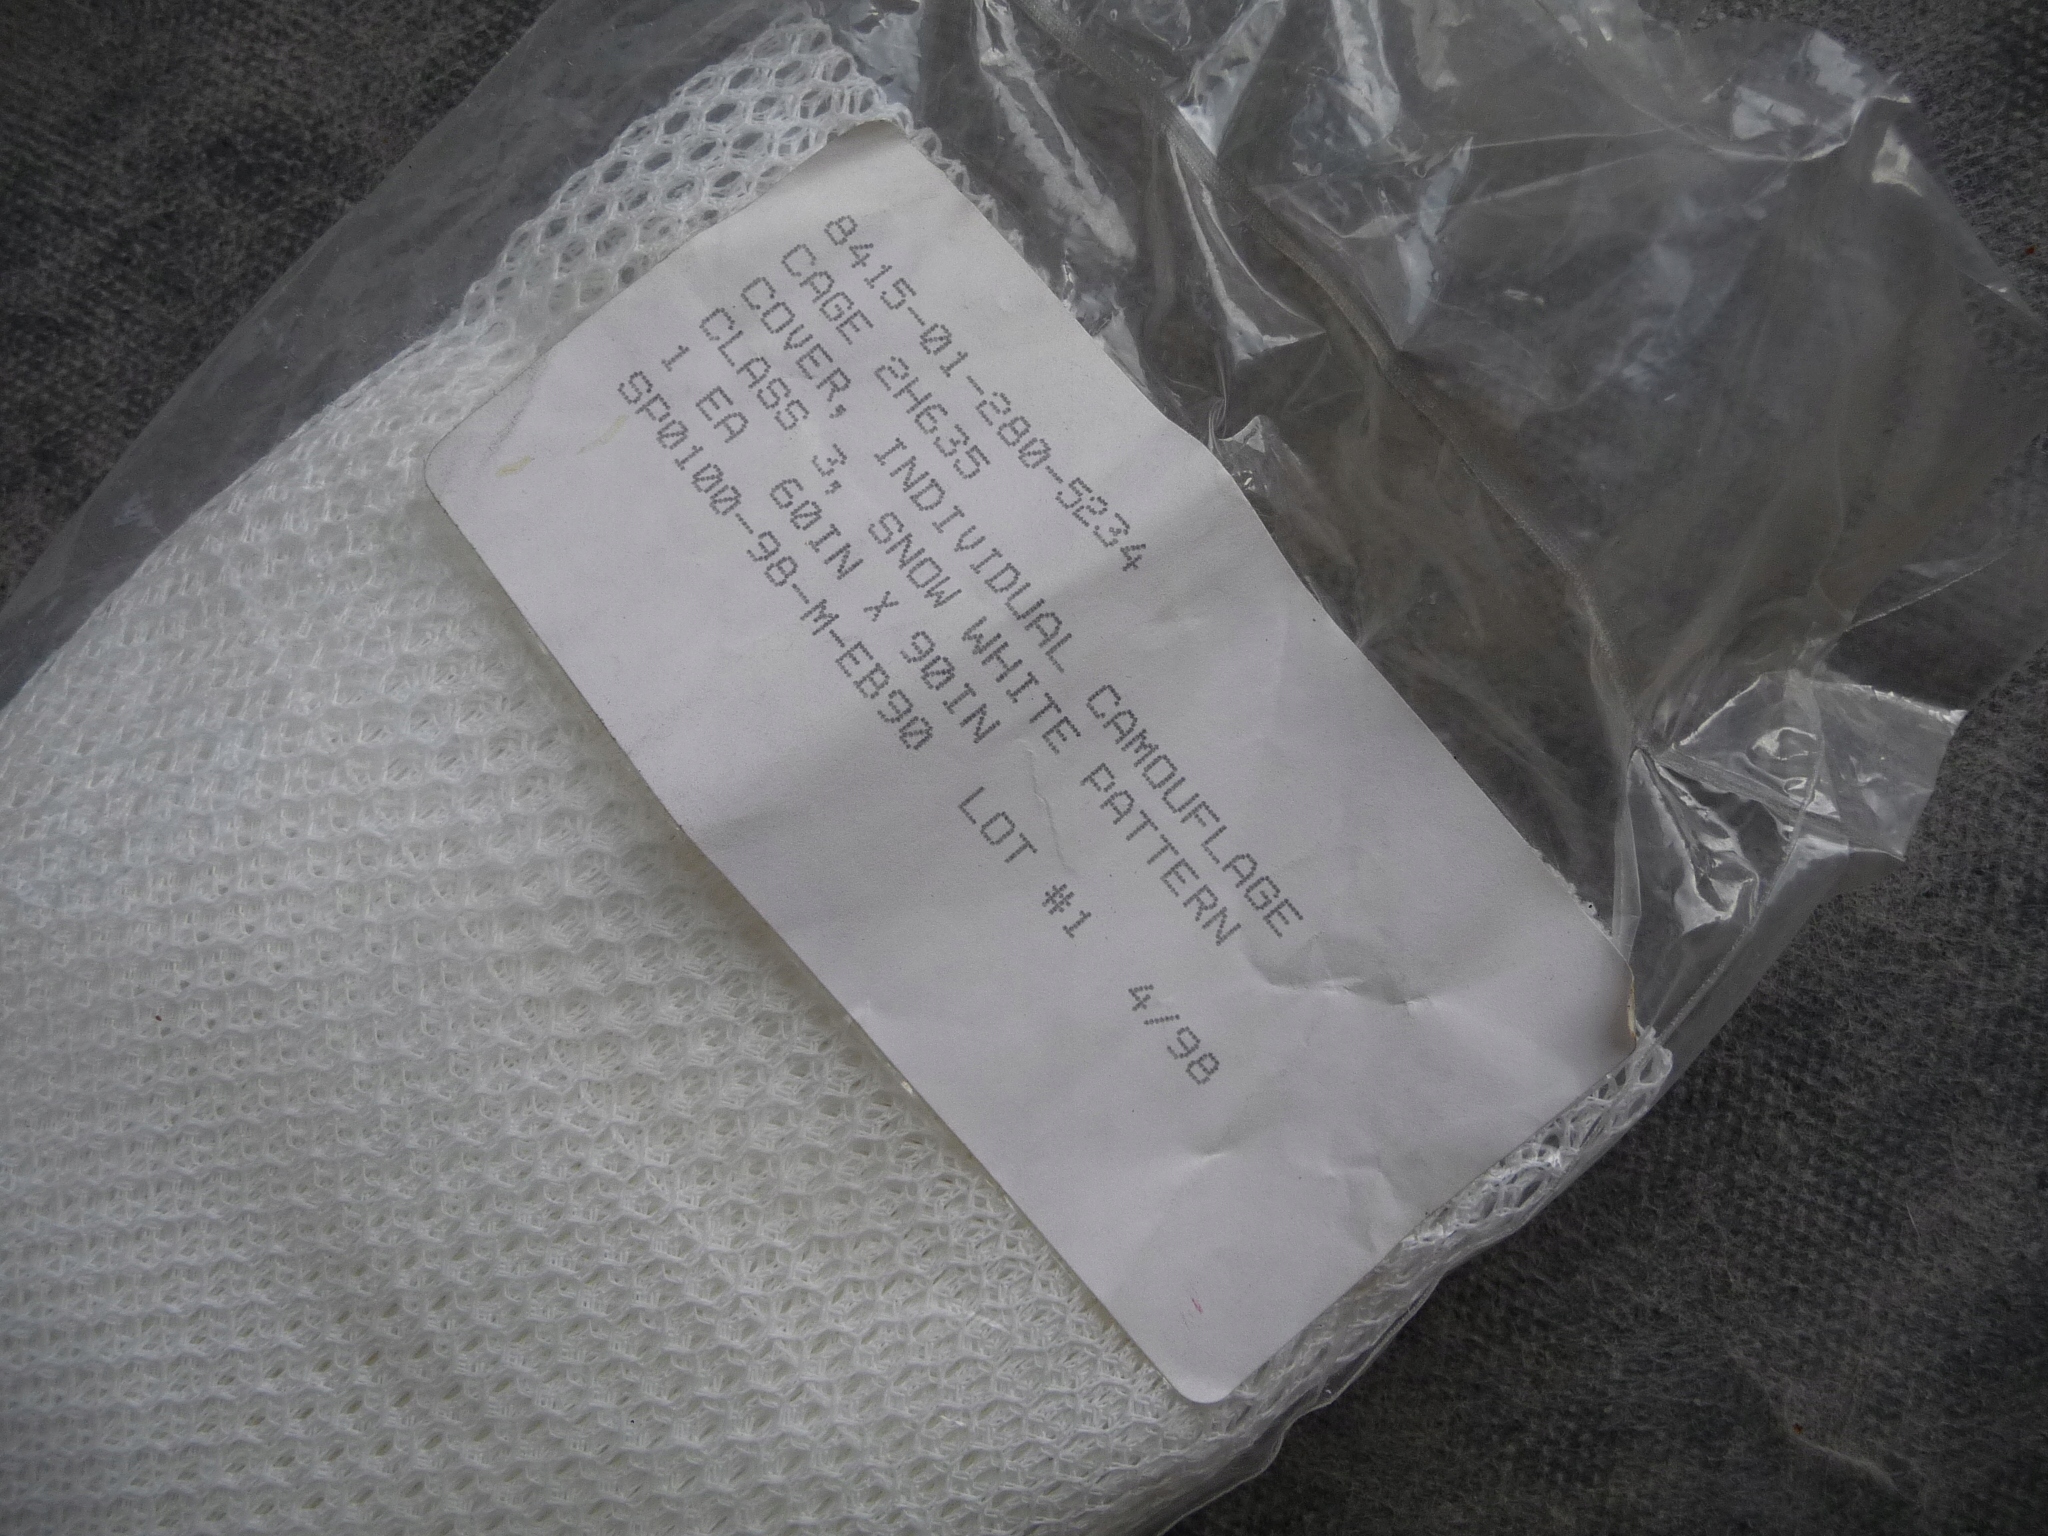 8415-01-280-5234
CAGE 2H635
COVER, INDIVIDUAL CAMOUFLAGE
CLASS 3, SNOW WHITE PATTERN
1 EA 60IN X 90IN
SP0100-98-M-EB90 LOT #1 4/98